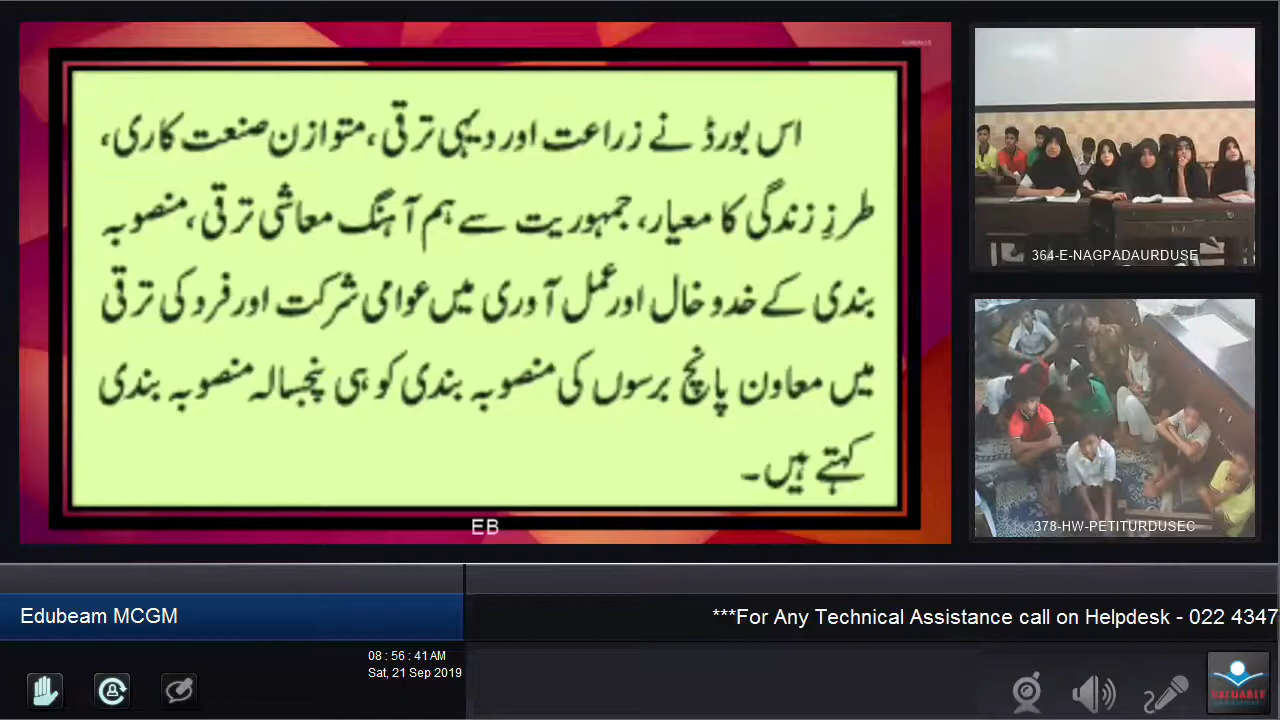 اس بورڈ نے زراعت اور دیہی ترقی، متوازن صنعت کاری،
طرزِ زندگی کا معیار، جمہوریت سے ہم آہنگ معاشی ترقی، منصوبہ
بندی کے خدوخال اور عمل آوری میں عوامی شرکت اور فرد کی ترقی
میں معاون پانچ برسوں کی منصوبہ بندی کو ہی پنجسالہ منصوبہ بندی
کہتے ہیں۔
EB
364-E-NAGPADAURDUSE
378-HW-PETITURDUSEC
Edubeam MCGM
***For Any Technical Assistance call on Helpdesk - 022 4347
08 : 56 : 41 AM
Sat, 21 Sep 2019
VALUABLE